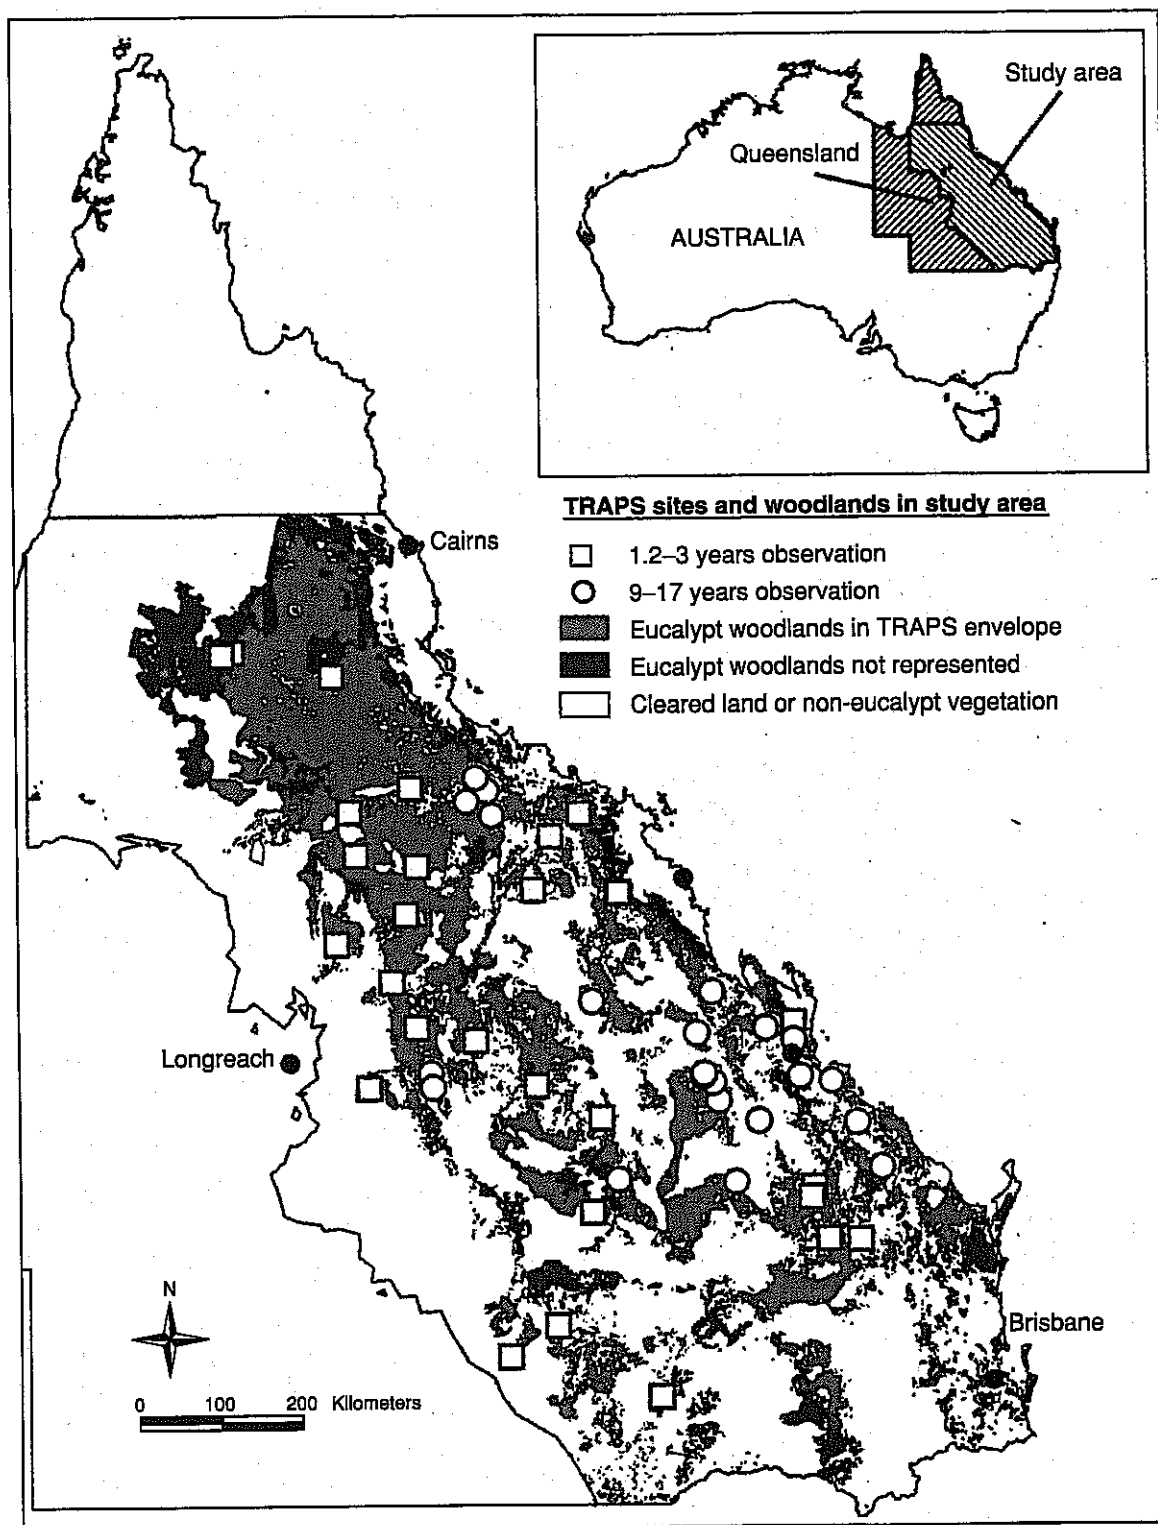 Study area
Queensland
AUSTRALIA
TRAPS sites and woodlands in study area
1.2–3 years observation
9–17 years observation
Eucalypt woodlands in TRAPS envelope
Eucalypt woodlands not represented
Cleared land or non-eucalypt vegetation
Cairns
4
Longreach
Brisbane
N
0 100 200 Kilometers